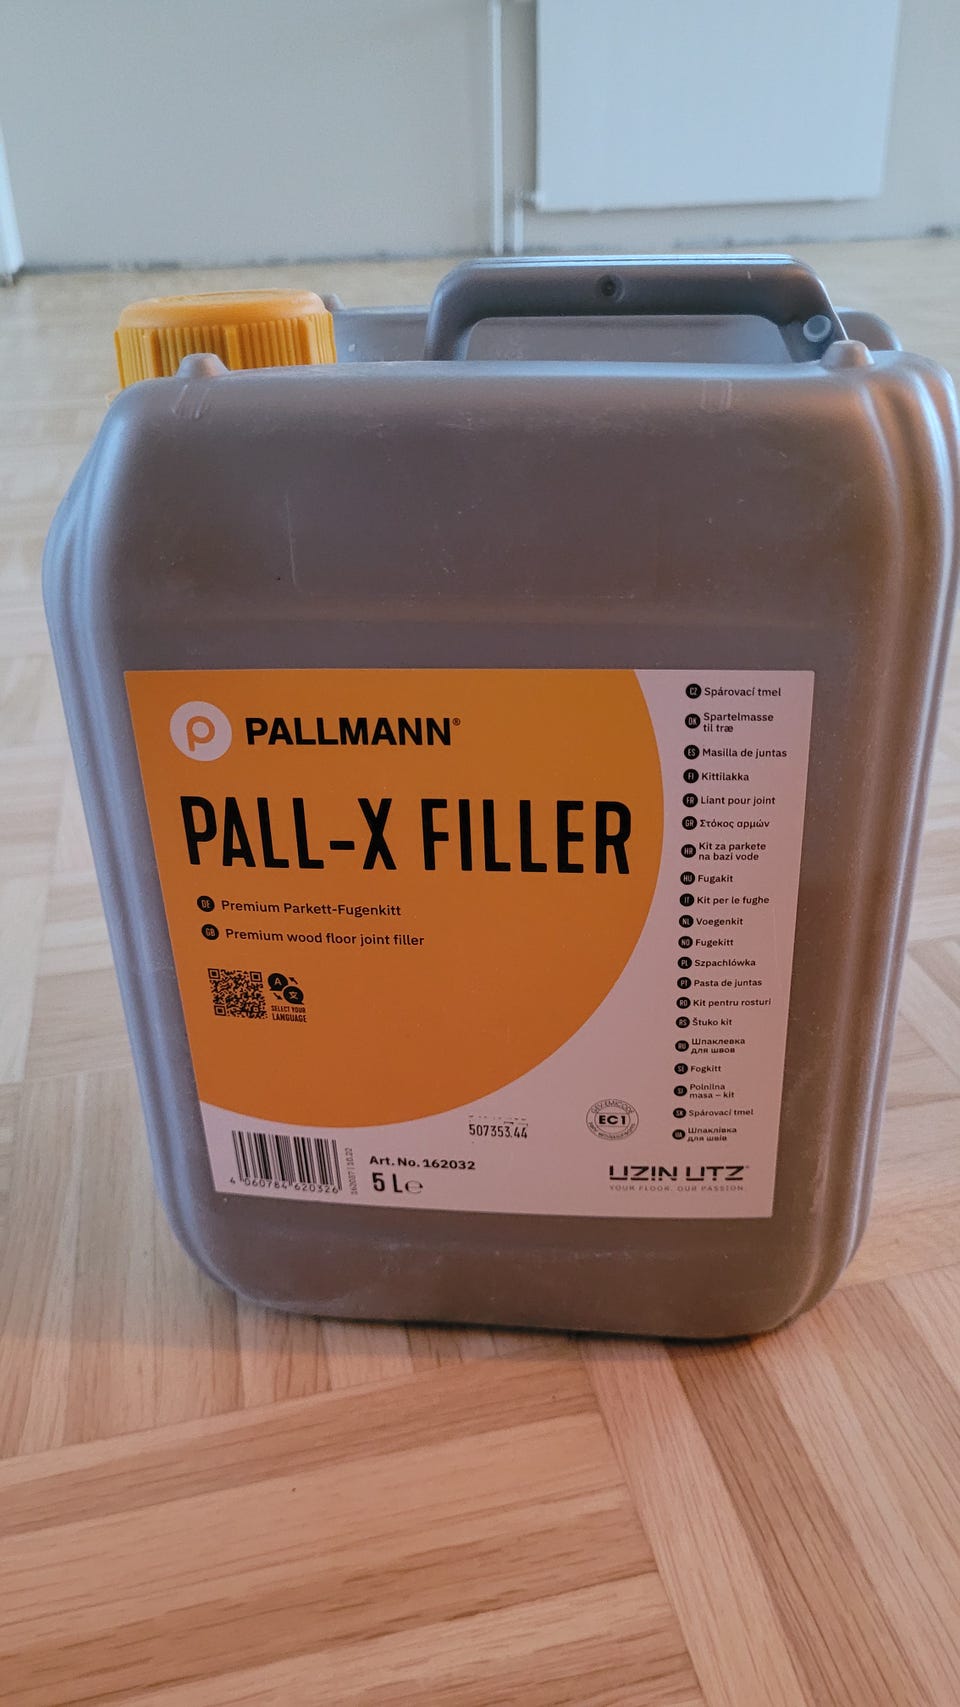 PALLMANN®
PALL-X FILLER
DE Premium Parkett-Fugenkitt
GB Premium wood floor joint filler
A 文
SELECT YOUR
LANGUAGE
CZ Spárovací tmel
DK Spartelmasse
til træ
ES Masilla de juntas
FI Kittilakka
FR Liant pour joint
GR Στόκος αρμών
HR Kit za parkete
na bazi vode
HU Fugakit
IT Kit per le fughe
NL Voegenkit
NO Fugekitt
PL Szpachlówka
PT Pasta de juntas
RO Kit pentru rosturi
RS Štuko kit
RU Шпаклевка
для швов
SE Fogkitt
SI Polnilna
masa – kit
SK Spárovací tmel
UA Шпаклівка
для швів
507353.44
EMICODE
EC1
4 060784 620326
Art. No. 162032
5 L e
UZIN UTZ
YOUR FLOOR. OUR PASSION.